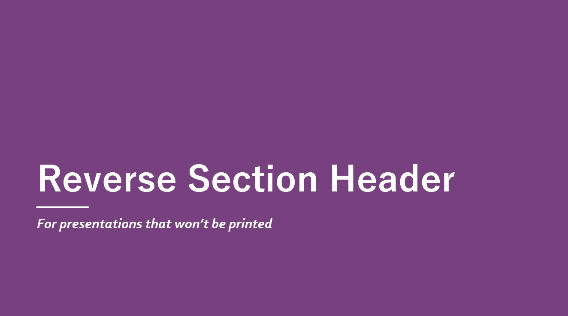 Reverse Section Header
For presentations that won’t be printed